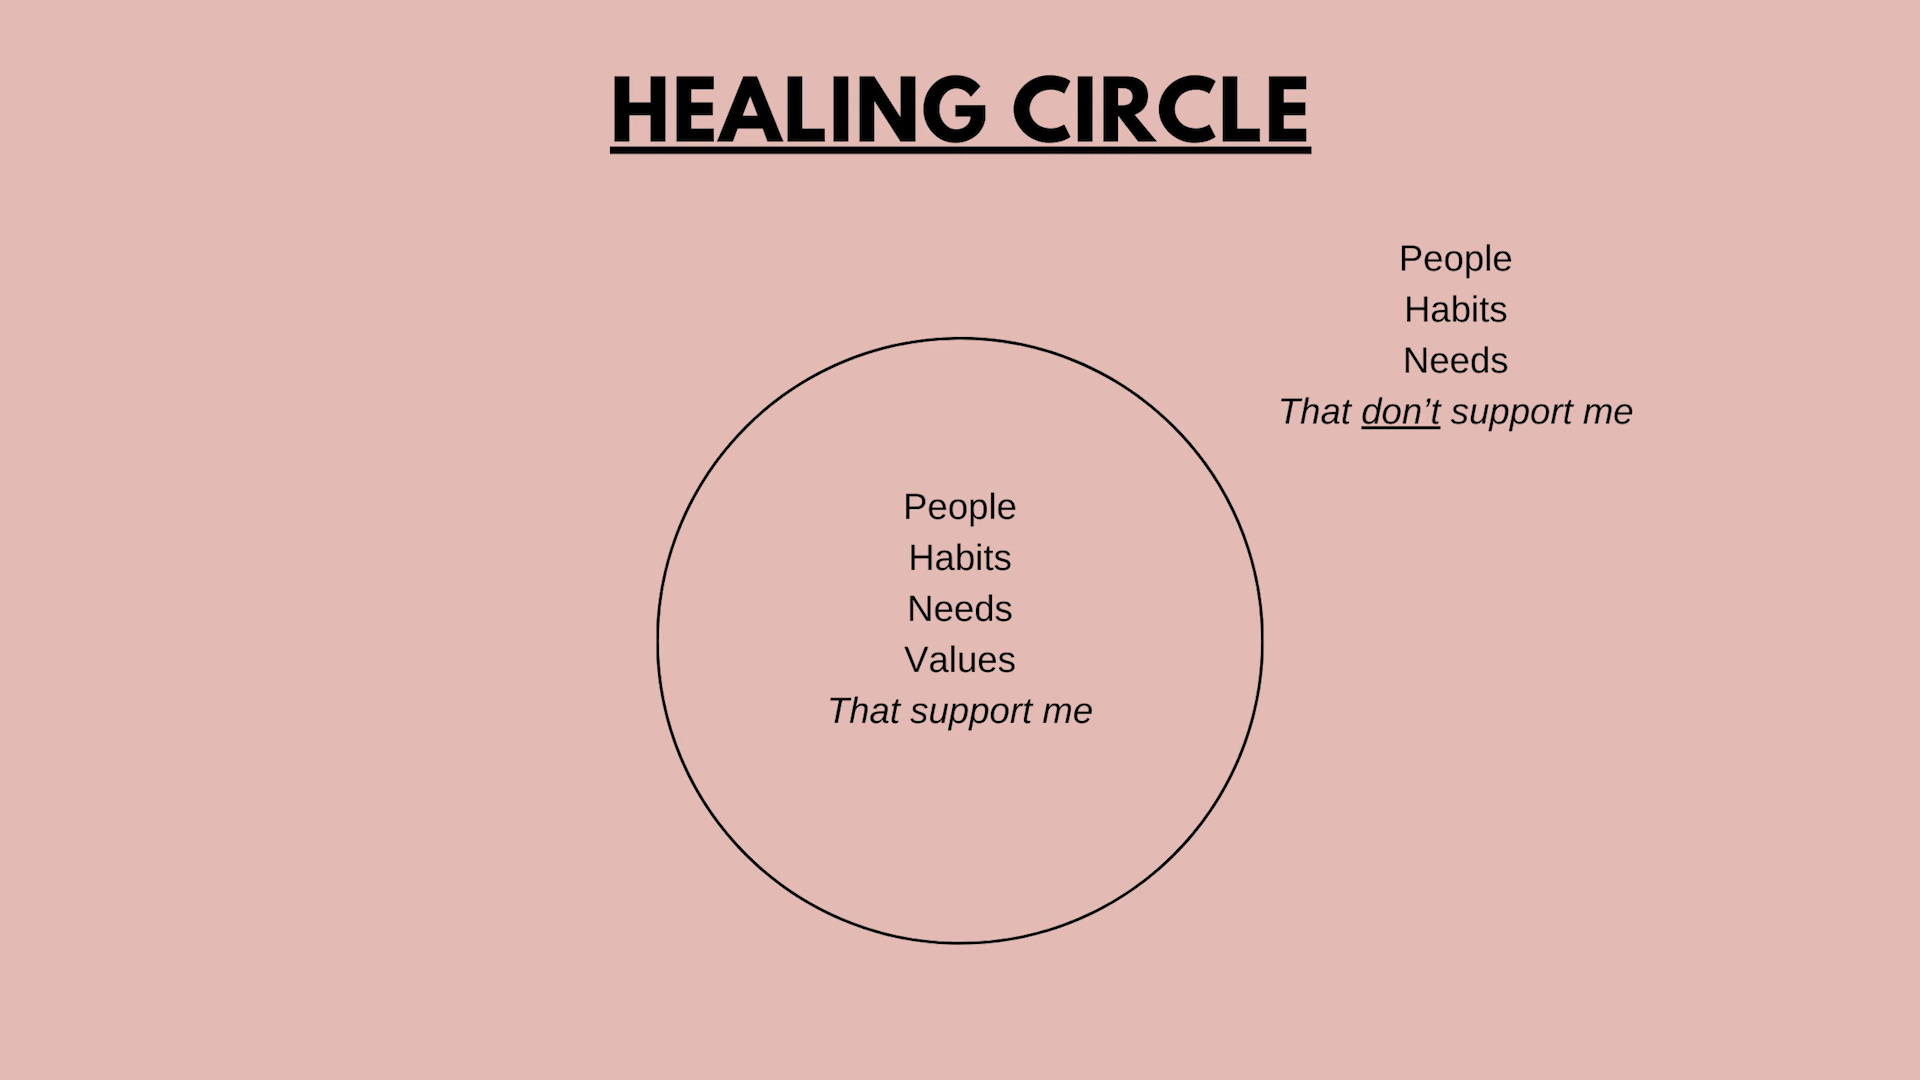 HEALING CIRCLE
People
Habits
Needs
That don’t support me
People
Habits
Needs
Values
That support me